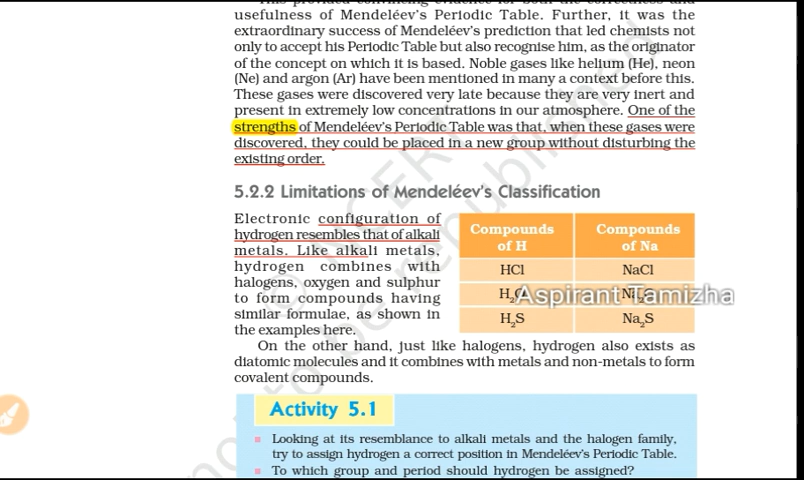 usefulness of Mendeléev's Periodic Table. Further, it was the
extraordinary success of Mendeléev's prediction that led chemists not
only to accept his Periodic Table but also recognise him, as the originator
of the concept on which it is based. Noble gases like helium (He), neon
(Ne) and argon (Ar) have been mentioned in many a context before this.
These gases were discovered very late because they are very inert and
present in extremely low concentrations in our atmosphere. One of the
strengths of Mendeléev's Periodic Table was that, when these gases were
discovered, they could be placed in a new group without disturbing the
existing order.
5.2.2 Limitations of Mendeléev's Classification
Electronic configuration of
hydrogen resembles that of alkali
metals. Like alkali metals,
hydrogen combines with
halogens, oxygen and sulphur
to form compounds having
similar formulae, as shown in
the examples here.
Compounds of H
Compounds of Na
HCl NaCl
H₂O
Aspirant Tamizha
H₂S Na₂S
On the other hand, just like halogens, hydrogen also exists as
diatomic molecules and it combines with metals and non-metals to form
covalent compounds.
Activity 5.1
Looking at its resemblance to alkali metals and the halogen family,
try to assign hydrogen a correct position in Mendeléev's Periodic Table.
To which group and period should hydrogen be assigned?
© NCERT
not to be republished